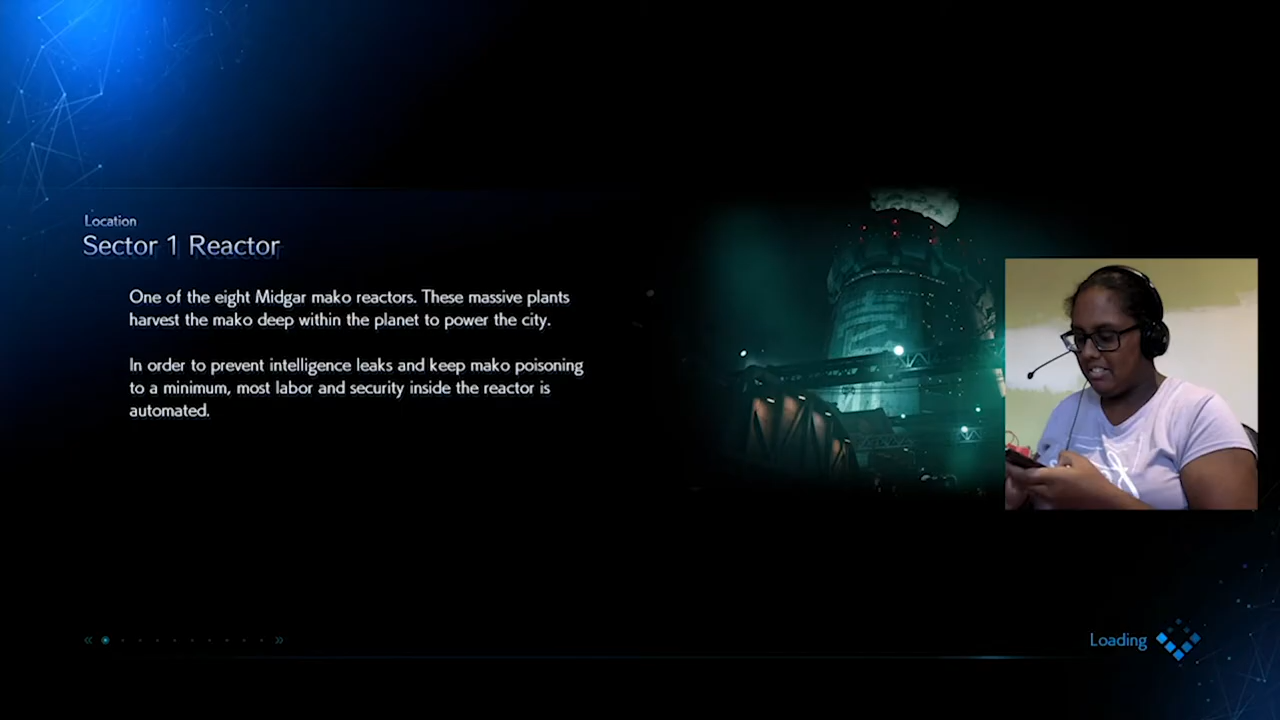 Location
Sector 1 Reactor
One of the eight Midgar mako reactors. These massive plants
harvest the mako deep within the planet to power the city.
In order to prevent intelligence leaks and keep mako poisoning
to a minimum, most labor and security inside the reactor is
automated.
Loading